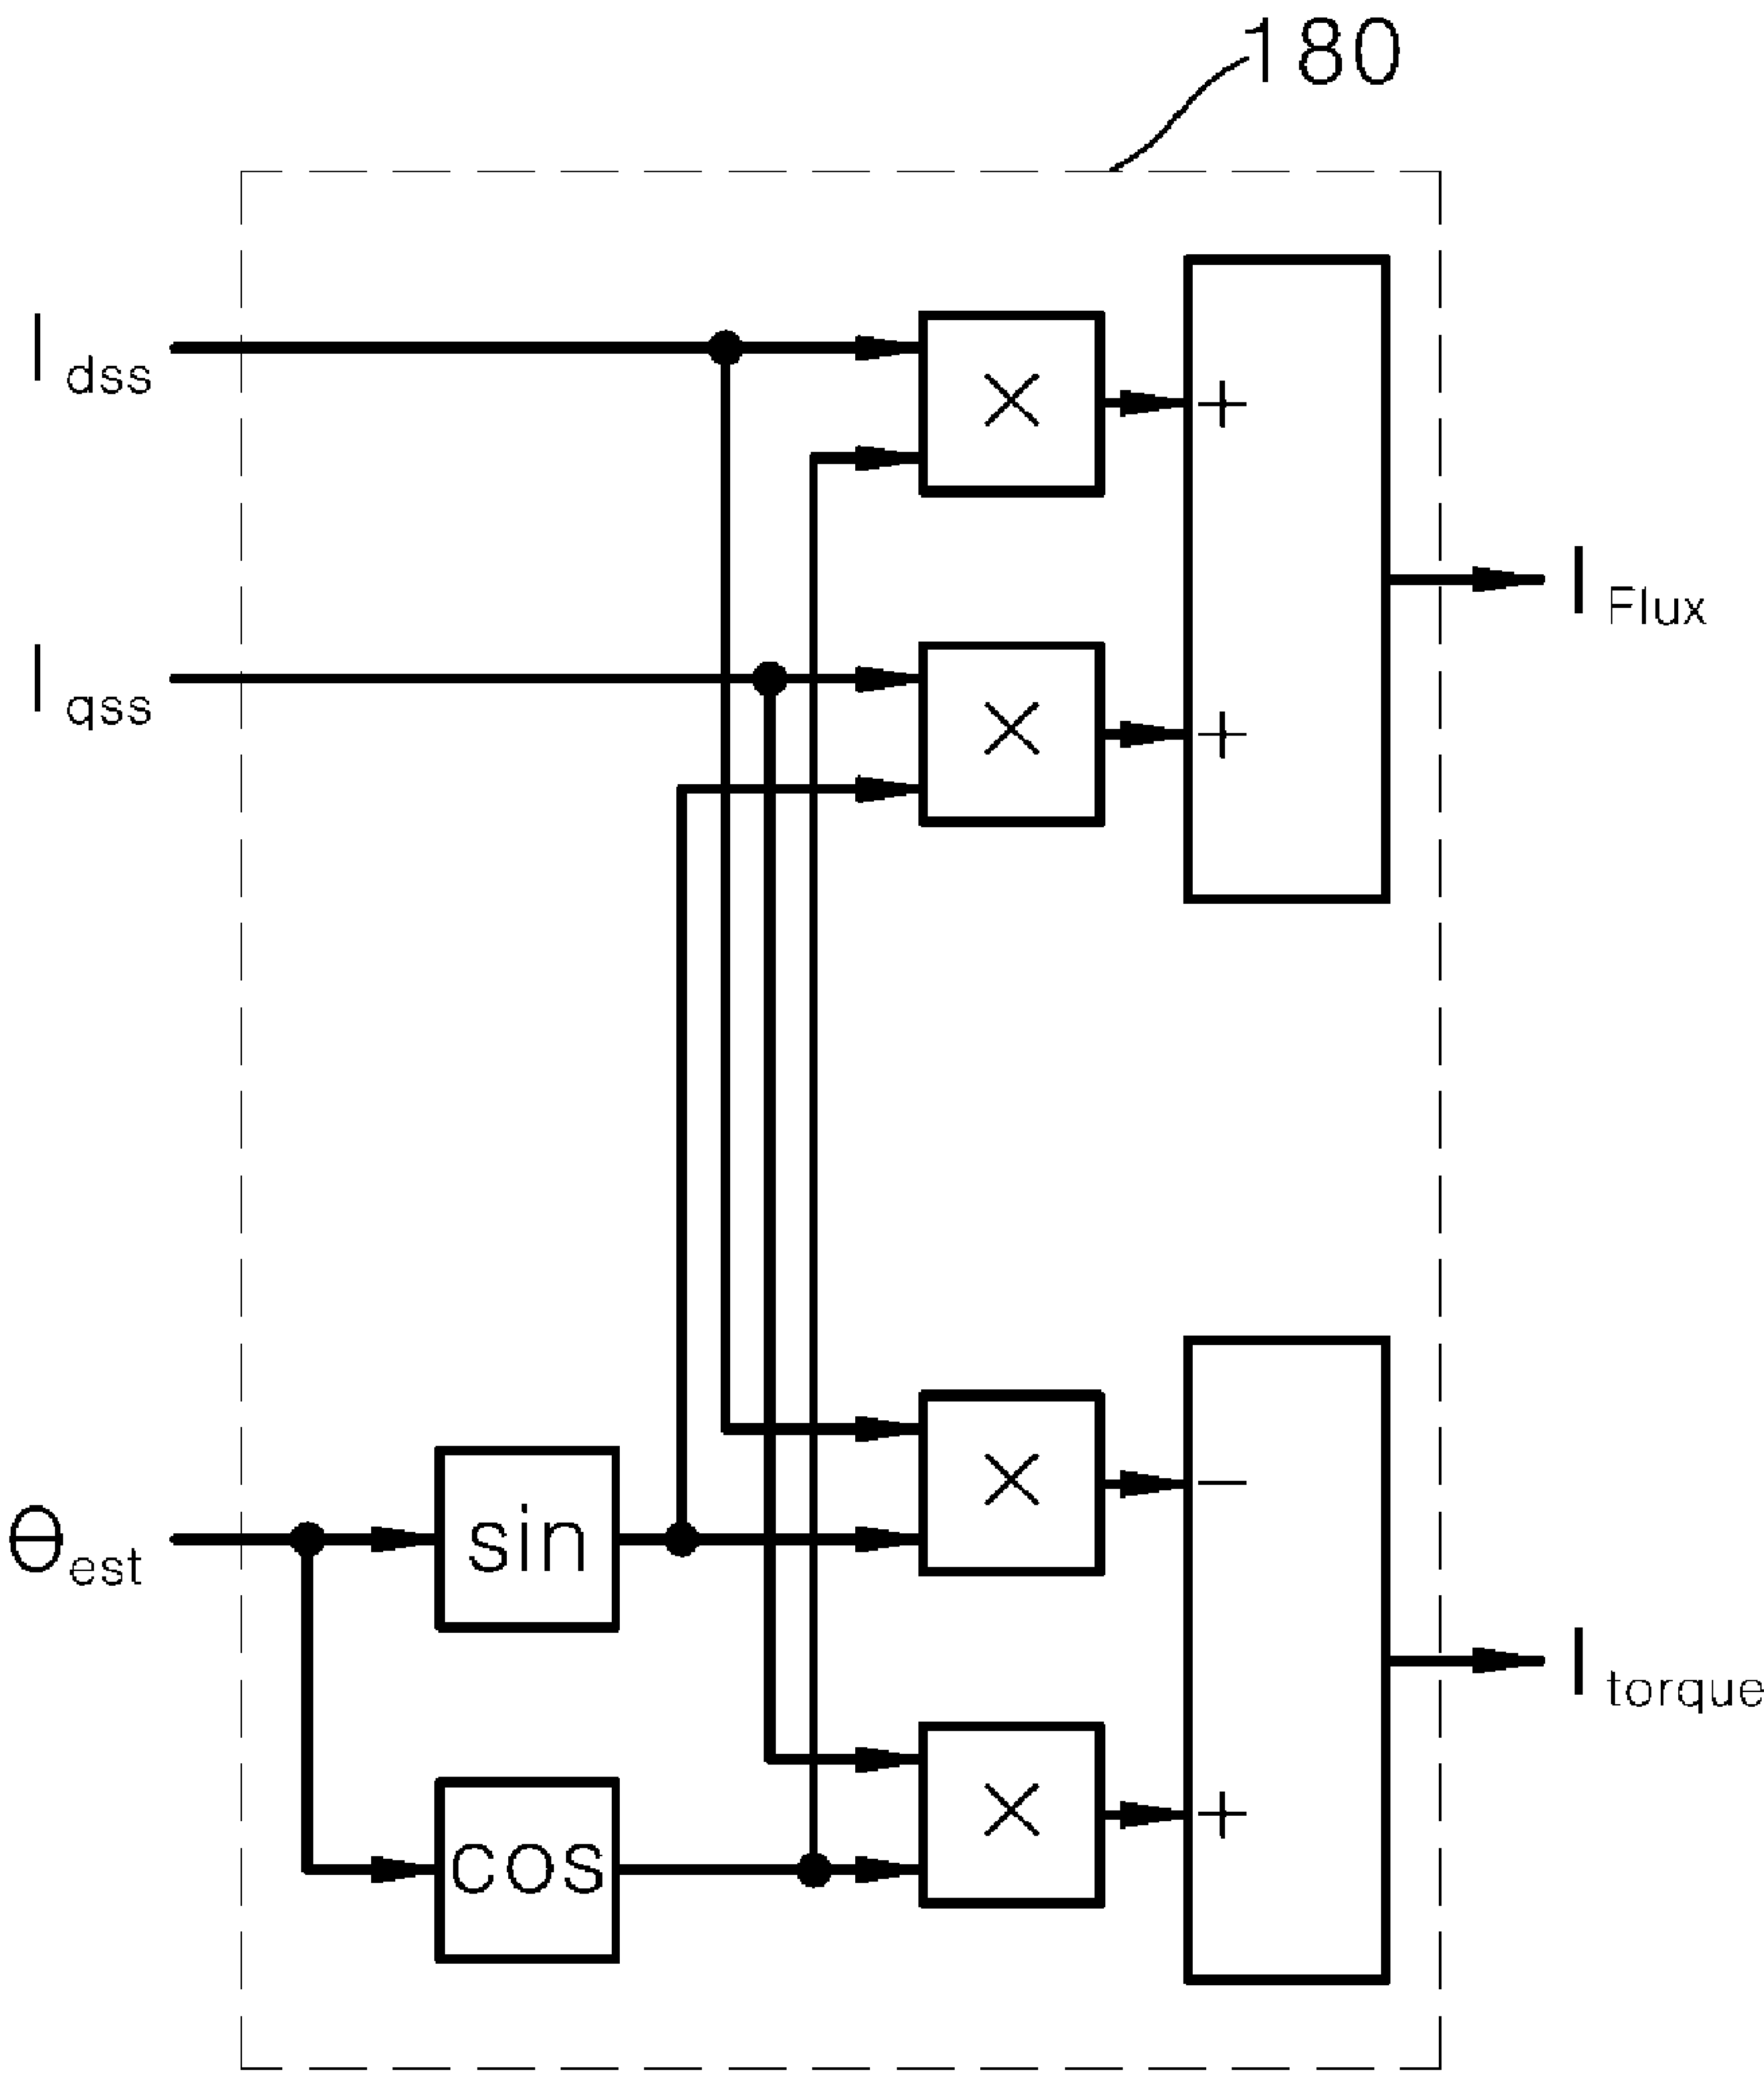 180
I dss
×
+
I Flux
I qss
×
+
×
−
θest
sin
I torque
×
+
cos